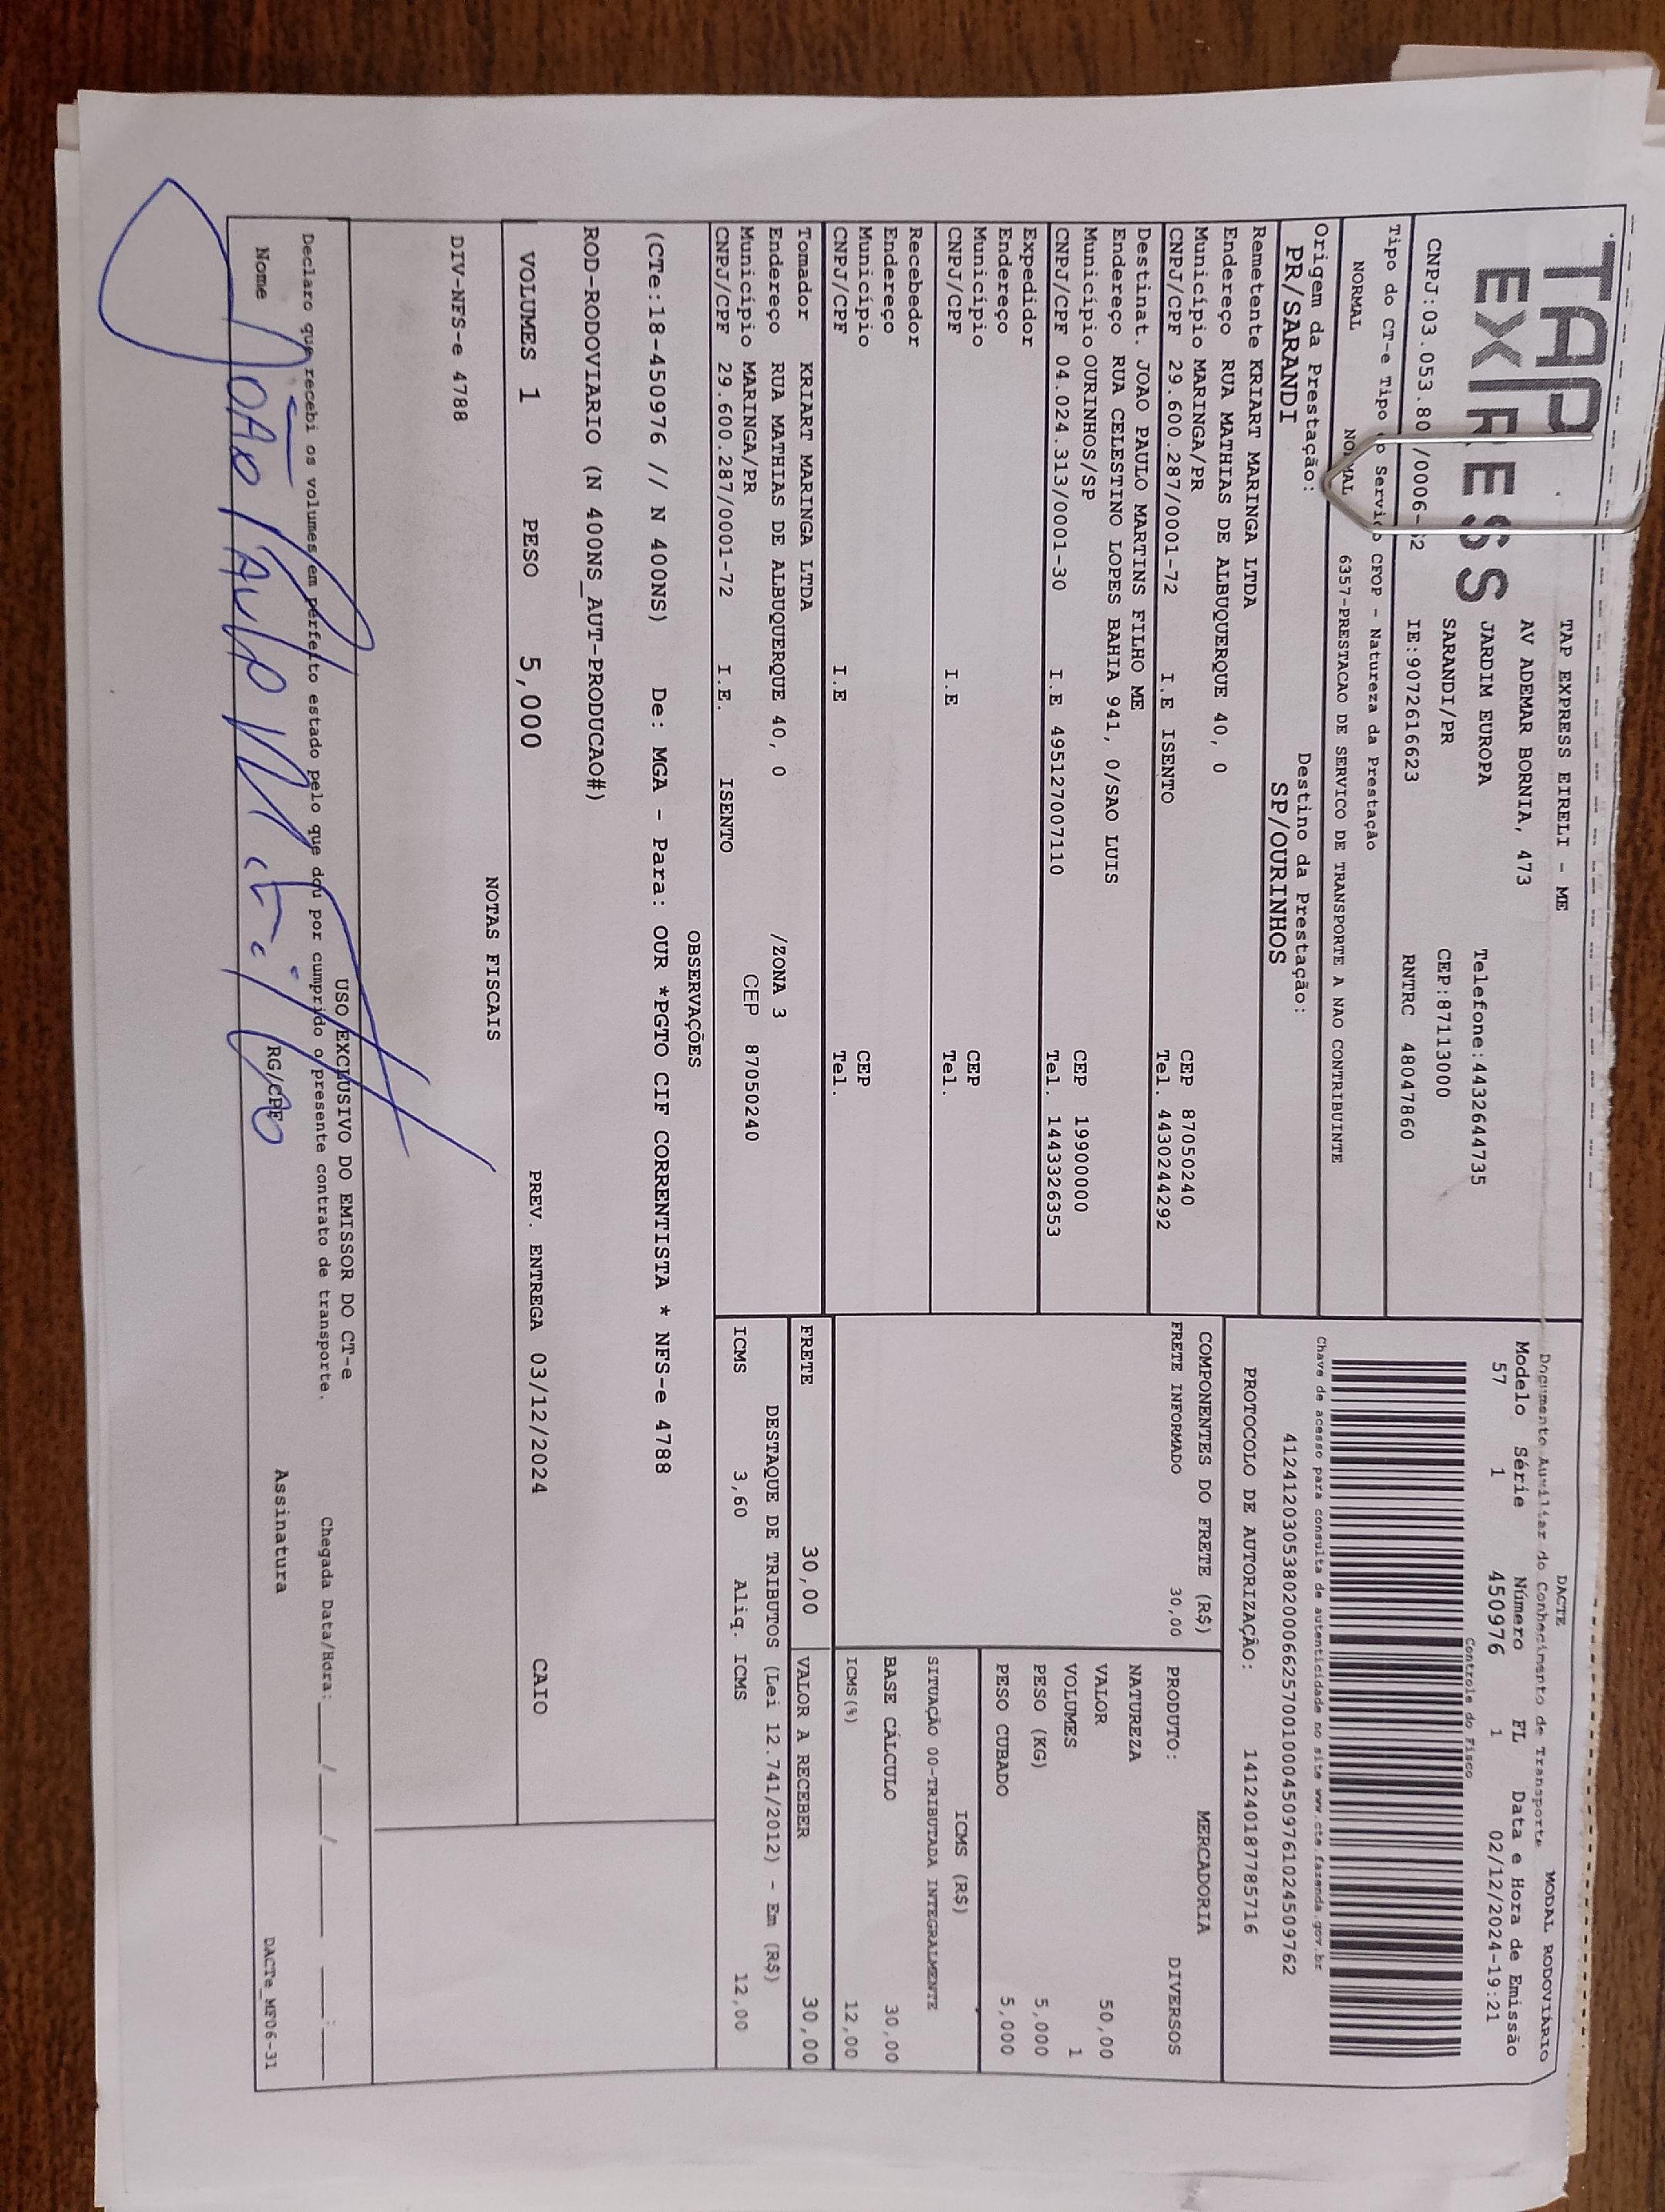 TAP
EXPRESS
TAP EXPRESS EIRELI - ME
AV ADEMAR BORNIA, 473
JARDIM EUROPA Telefone:4432644735
SARANDI/PR CEP:87113000
CNPJ:03.053.80 /0006- 2 IE:9072616623 RNTRC 48047860
Tipo do CT-e Tipo do Serviço CFOP - Natureza da Prestação
NORMAL NORMAL 6357-PRESTACAO DE SERVICO DE TRANSPORTE A NAO CONTRIBUINTE
Origem da Prestação: Destino da Prestação:
PR/SARANDI SP/OURINHOS
DACTE MODAL RODOVIÁRIO
Documento Auxiliar do Conhecimento de Transporte
Modelo Série Número FL Data e Hora de Emissão
57 1 450976 1 02/12/2024-19:21
Controle do Fisco
Chave de acesso para consulta de autenticidade no site www.cte.fazenda.gov.br
41241203053802000662570010004509761024509762
PROTOCOLO DE AUTORIZAÇÃO: 141240187785716
Remetente KRIART MARINGA LTDA
Endereço RUA MATHIAS DE ALBUQUERQUE 40, 0
Município MARINGA/PR CEP 87050240
CNPJ/CPF 29.600.287/0001-72 I.E ISENTO Tel. 4430244292
Destinat. JOAO PAULO MARTINS FILHO ME
Endereço RUA CELESTINO LOPES BAHIA 941, 0/SAO LUIS
Município OURINHOS/SP CEP 19900000
CNPJ/CPF 04.024.313/0001-30 I.E 495127007110 Tel. 1433326353
Expedidor
Endereço
Município CEP
CNPJ/CPF I.E Tel.
Recebedor
Endereço
Município CEP
CNPJ/CPF I.E Tel.
Tomador KRIART MARINGA LTDA
Endereço RUA MATHIAS DE ALBUQUERQUE 40, 0 /ZONA 3
Município MARINGA/PR CEP 87050240
CNPJ/CPF 29.600.287/0001-72 I.E. ISENTO
COMPONENTES DO FRETE (R$)
FRETE INFORMADO 30,00
MERCADORIA
PRODUTO: DIVERSOS
NATUREZA
VALOR 50,00
VOLUMES 1
PESO (KG) 5,000
PESO CUBADO 5,000
ICMS (R$)
SITUAÇÃO 00-TRIBUTADA INTEGRALMENTE
BASE CÁLCULO 30,00
ICMS(%) 12,00
FRETE 30,00 VALOR A RECEBER 30,00
DESTAQUE DE TRIBUTOS (Lei 12.741/2012) - Em (R$)
ICMS 3,60 Aliq. ICMS 12,00
OBSERVAÇÕES
(CTe:18-450976 // N 400NS) De: MGA - Para: OUR *PGTO CIF CORRENTISTA * NFS-e 4788
ROD-RODOVIARIO (N 400NS_AUT-PRODUCAO#)
VOLUMES 1 PESO 5,000 PREV. ENTREGA 03/12/2024 CAIO
NOTAS FISCAIS
DIV-NFS-e 4788
USO EXCLUSIVO DO EMISSOR DO CT-e
Declaro que recebi os volumes em perfeito estado pelo que dou por cumprido o presente contrato de transporte. Chegada Data/Hora:____/____/______ ____:____
Nome João Paulo RG/CPF Assinatura
DACTe_MF06-31